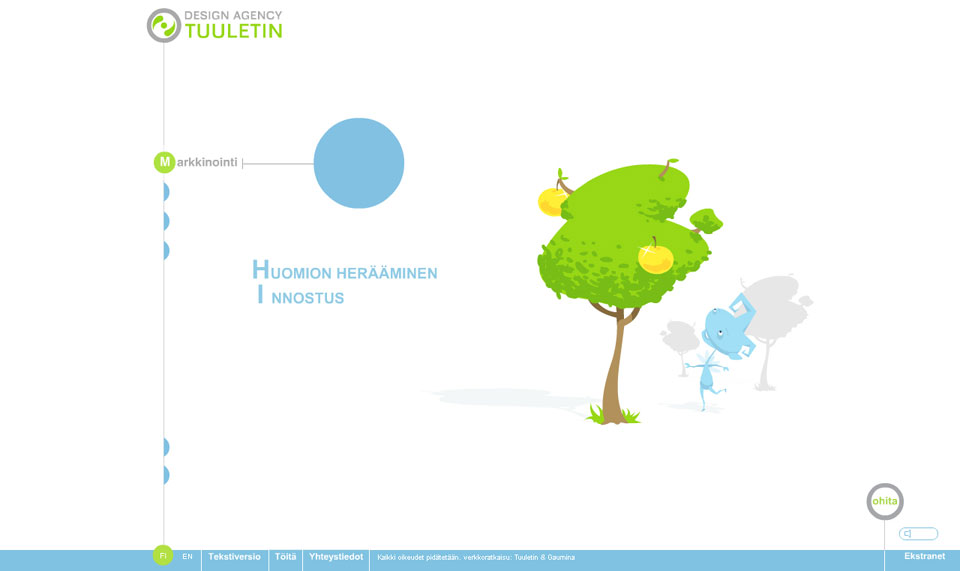 DESIGN AGENCY
TUULETIN
Markkinointi
HUOMION HERÄÄMINEN
INNOSTUS
ohita
FI EN Tekstiversio Töitä Yhteystiedot Kaikki oikeudet pidätetään. verkkoratkaisu: Tuuletin & Gaumina Ekstranet